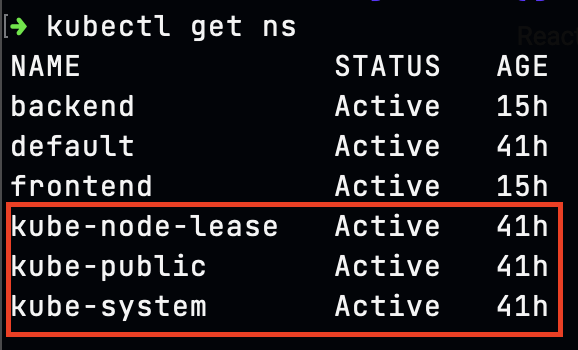 ➜ kubectl get ns
NAME STATUS AGE
backend Active 15h
default Active 41h
frontend Active 15h
kube-node-lease Active 41h
kube-public Active 41h
kube-system Active 41h